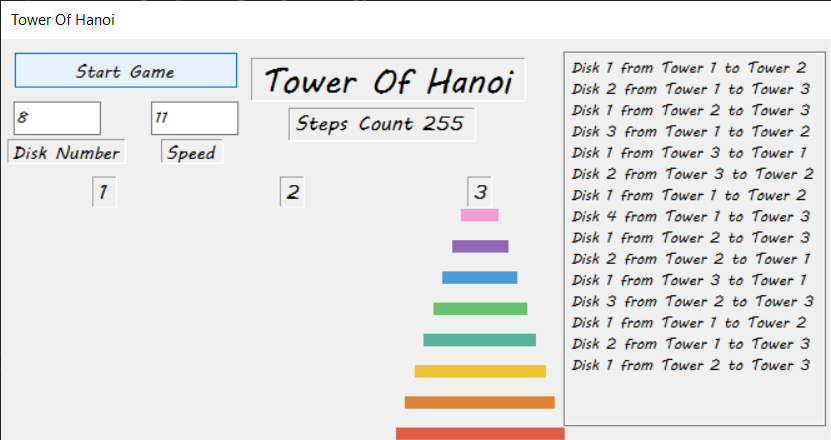 Tower Of Hanoi
Start Game
Tower Of Hanoi
8
11
Steps Count 255
Disk Number
Speed
1
2
3
Disk 1 from Tower 1 to Tower 2
Disk 2 from Tower 1 to Tower 3
Disk 1 from Tower 2 to Tower 3
Disk 3 from Tower 1 to Tower 2
Disk 1 from Tower 3 to Tower 1
Disk 2 from Tower 3 to Tower 2
Disk 1 from Tower 1 to Tower 2
Disk 4 from Tower 1 to Tower 3
Disk 1 from Tower 2 to Tower 3
Disk 2 from Tower 2 to Tower 1
Disk 1 from Tower 3 to Tower 1
Disk 3 from Tower 2 to Tower 3
Disk 1 from Tower 1 to Tower 2
Disk 2 from Tower 1 to Tower 3
Disk 1 from Tower 2 to Tower 3